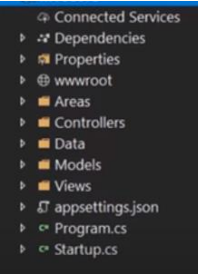 Connected Services
Dependencies
Properties
wwwroot
Areas
Controllers
Data
Models
Views
appsettings.json
Program.cs
Startup.cs